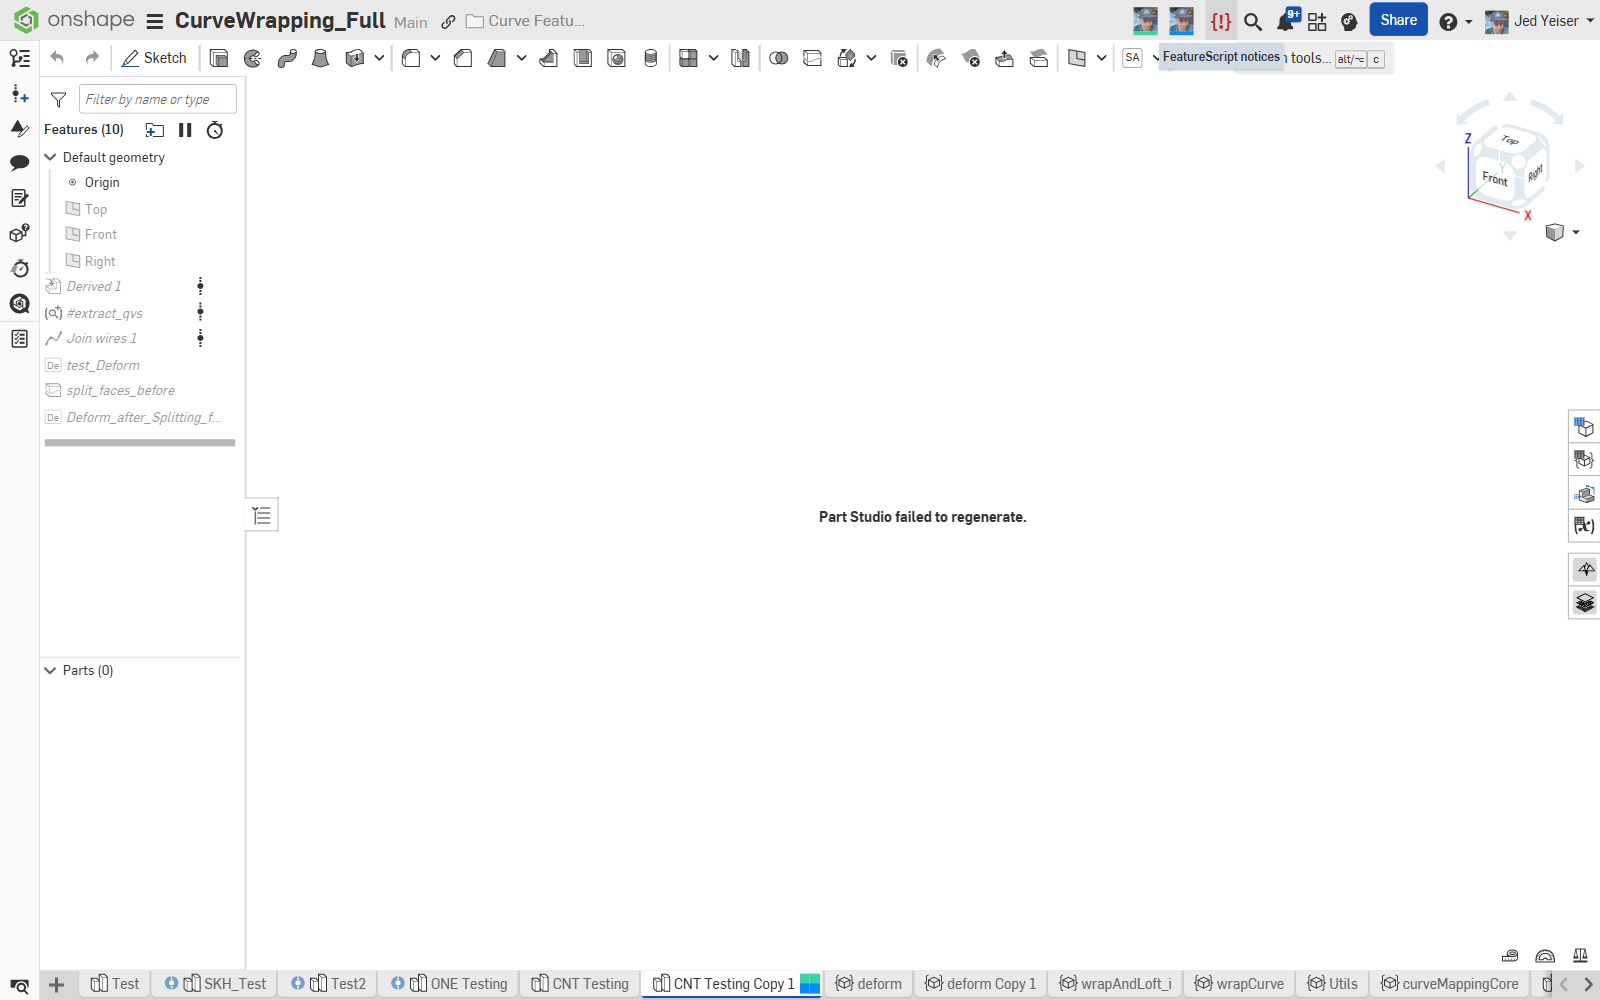 onshape CurveWrapping_Full Main Curve Featu... {!} 9+ Share Jed Yeiser
Sketch SA FeatureScript notices tools... alt/⌥ c
Filter by name or type
Features (10)
Default geometry
Origin
Top
Front
Right
Derived 1
#extract_qvs
Join wires 1
De test_Deform
split_faces_before
De Deform_after_Splitting_f...
Z
Top
Y
Front
Right
X
Part Studio failed to regenerate.
Parts (0)
Test SKH_Test Test2 ONE Testing CNT Testing CNT Testing Copy 1 deform deform Copy 1 wrapAndLoft_i wrapCurve Utils curveMappingCore